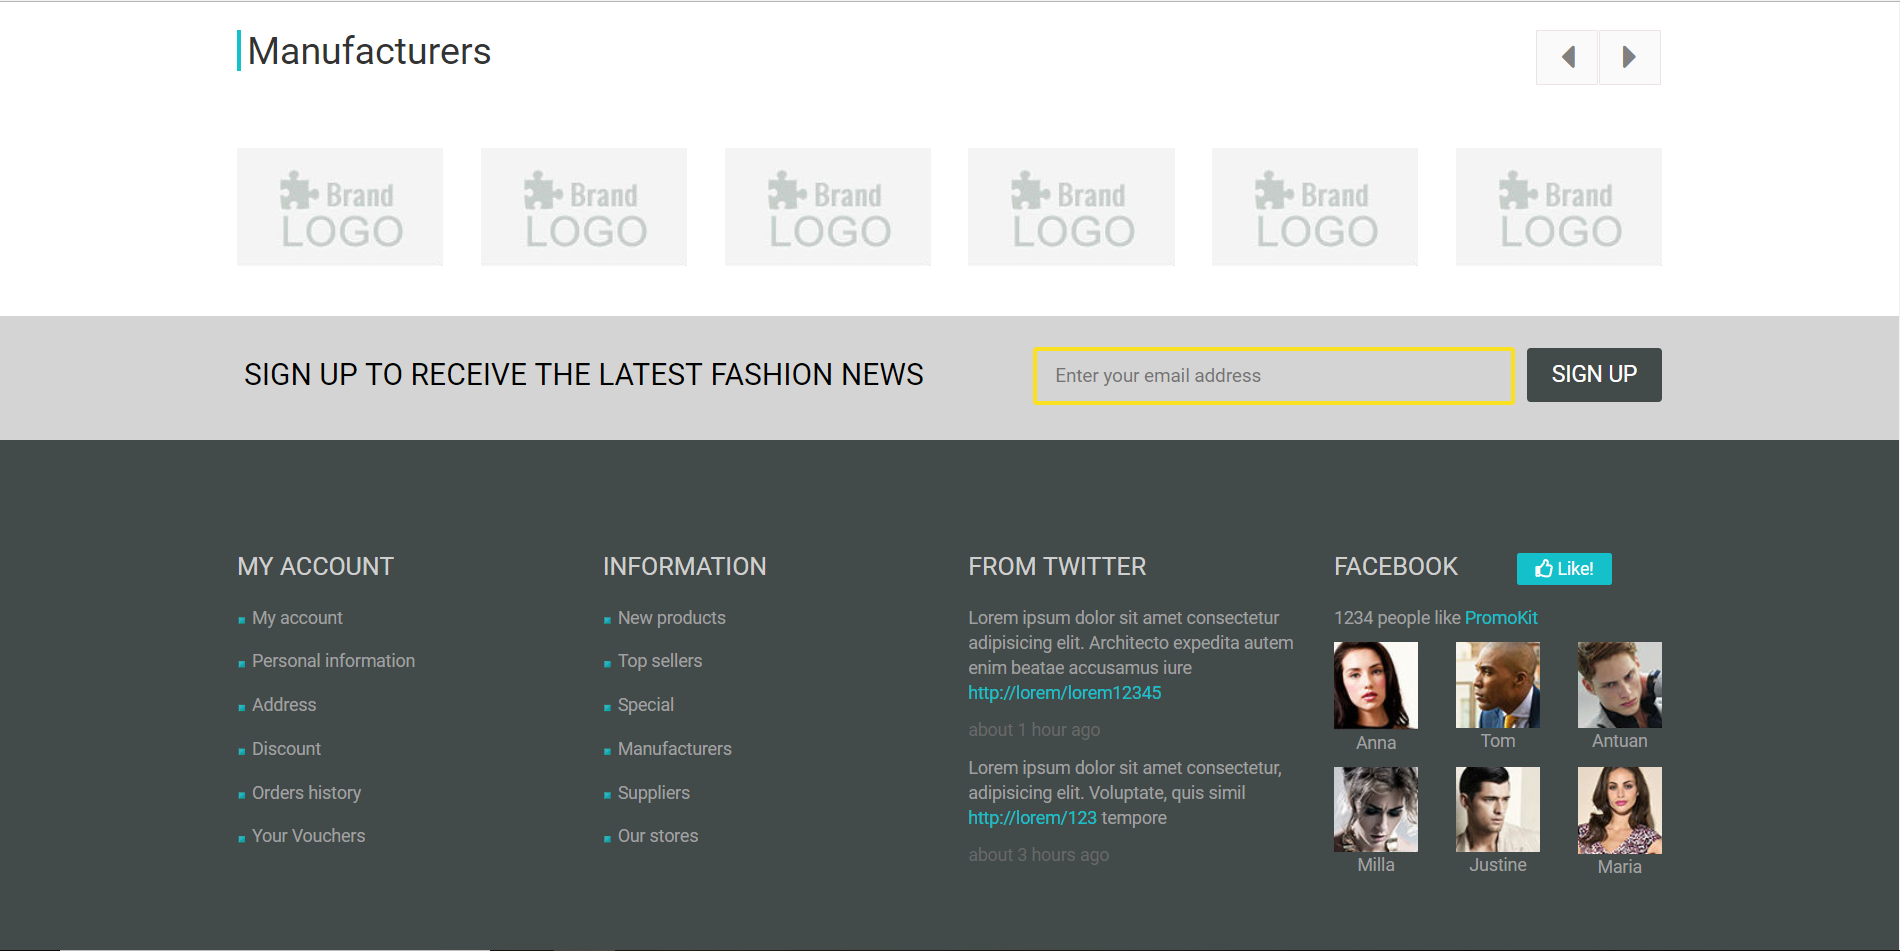 Manufacturers
Brand
LOGO
Brand
LOGO
Brand
LOGO
Brand
LOGO
Brand
LOGO
Brand
LOGO
SIGN UP TO RECEIVE THE LATEST FASHION NEWS
Enter your email address
SIGN UP
MY ACCOUNT
My account
Personal information
Address
Discount
Orders history
Your Vouchers
INFORMATION
New products
Top sellers
Special
Manufacturers
Suppliers
Our stores
FROM TWITTER
Lorem ipsum dolor sit amet consectetur
adipisicing elit. Architecto expedita autem
enim beatae accusamus iure
http://lorem/lorem12345
about 1 hour ago
Lorem ipsum dolor sit amet consectetur,
adipisicing elit. Voluptate, quis simil
http://lorem/123 tempore
about 3 hours ago
FACEBOOK
Like!
1234 people like PromoKit
Anna
Tom
Antuan
Milla
Justine
Maria